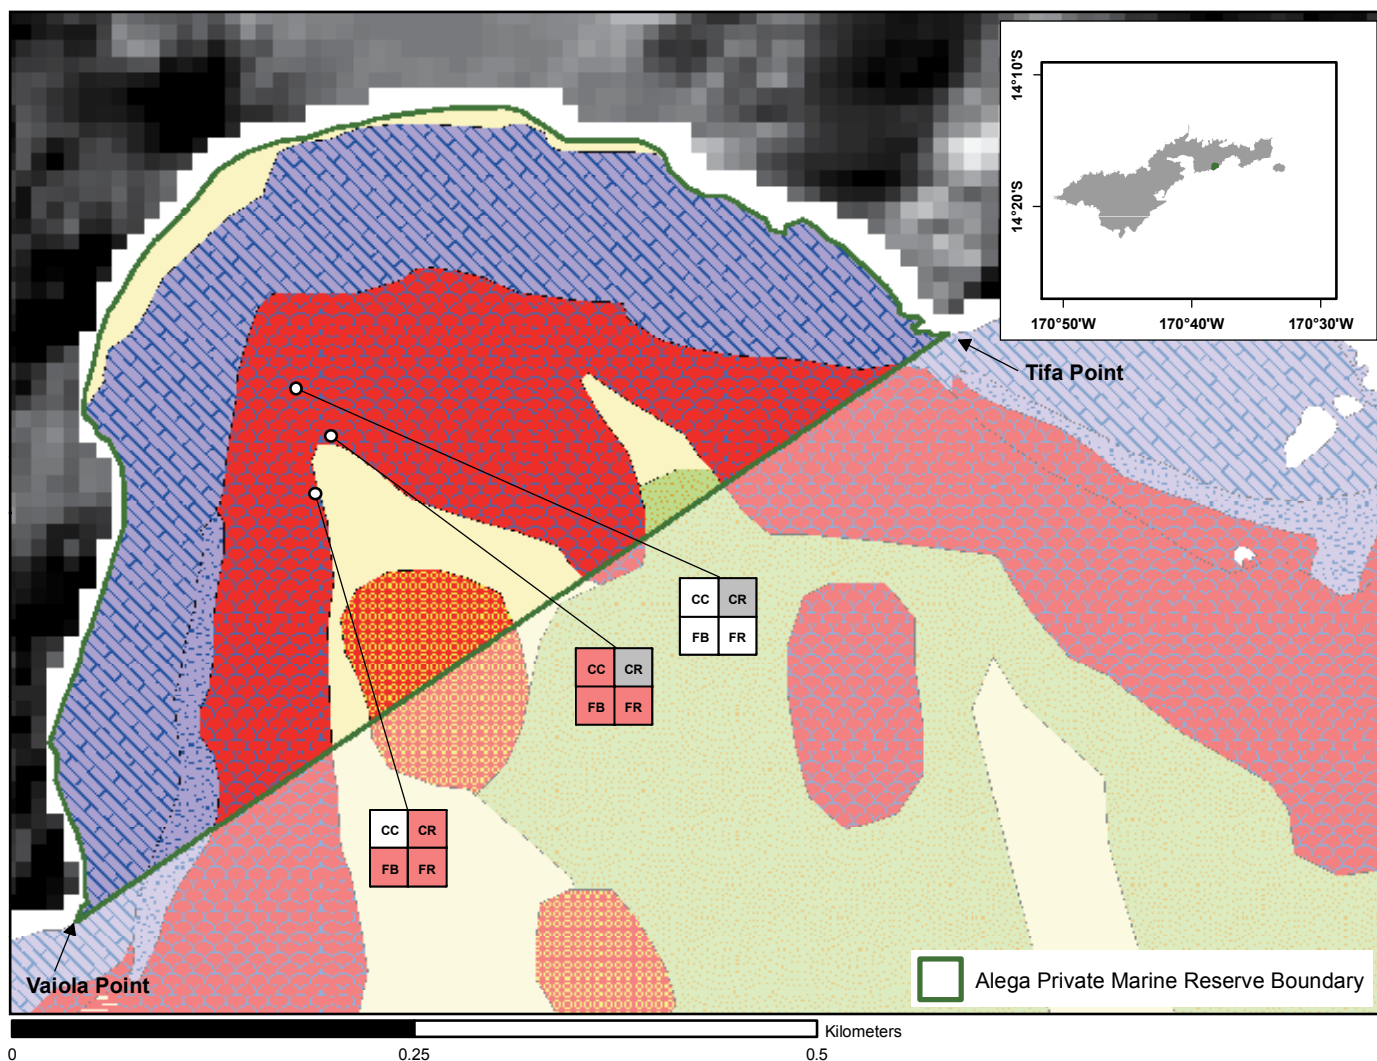 14°10'S
14°20'S
170°50'W 170°40'W 170°30'W
Tifa Point
CC CR
FB FR
CC CR
FB FR
CC CR
FB FR
Vaiola Point
Alega Private Marine Reserve Boundary
Kilometers
0 0.25 0.5